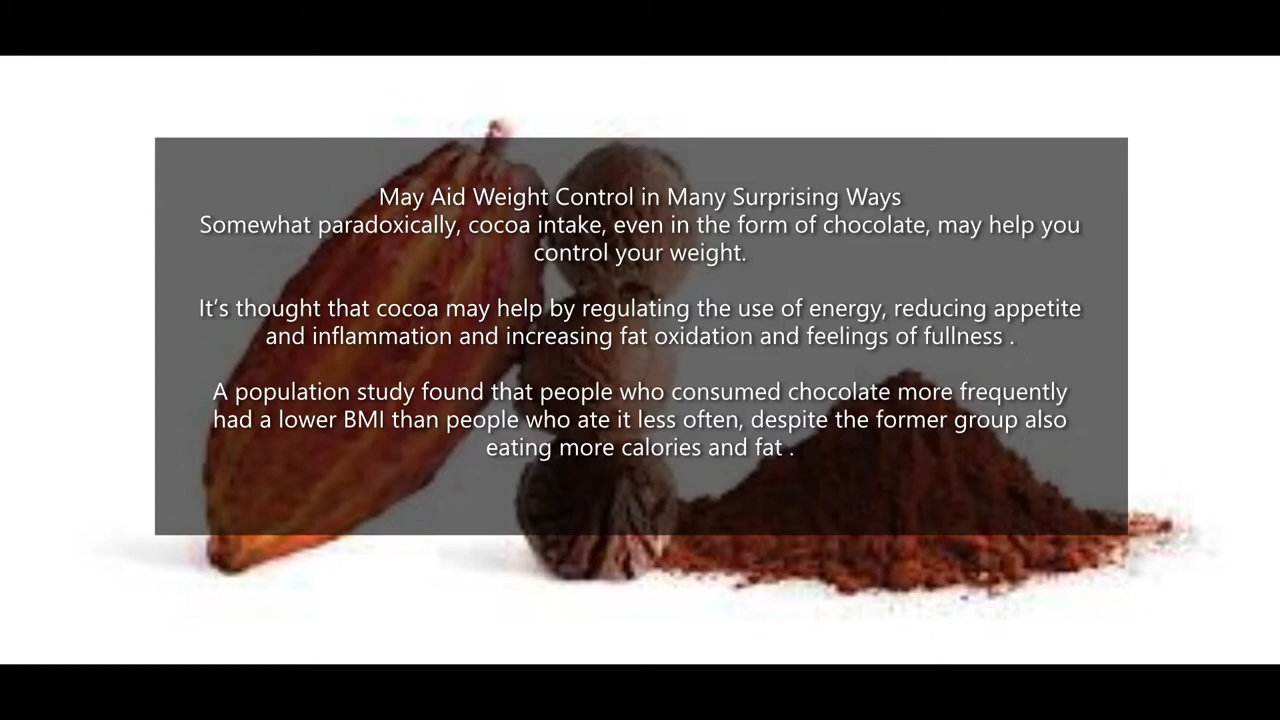 May Aid Weight Control in Many Surprising Ways
Somewhat paradoxically, cocoa intake, even in the form of chocolate, may help you
control your weight.
It’s thought that cocoa may help by regulating the use of energy, reducing appetite
and inflammation and increasing fat oxidation and feelings of fullness .
A population study found that people who consumed chocolate more frequently
had a lower BMI than people who ate it less often, despite the former group also
eating more calories and fat .